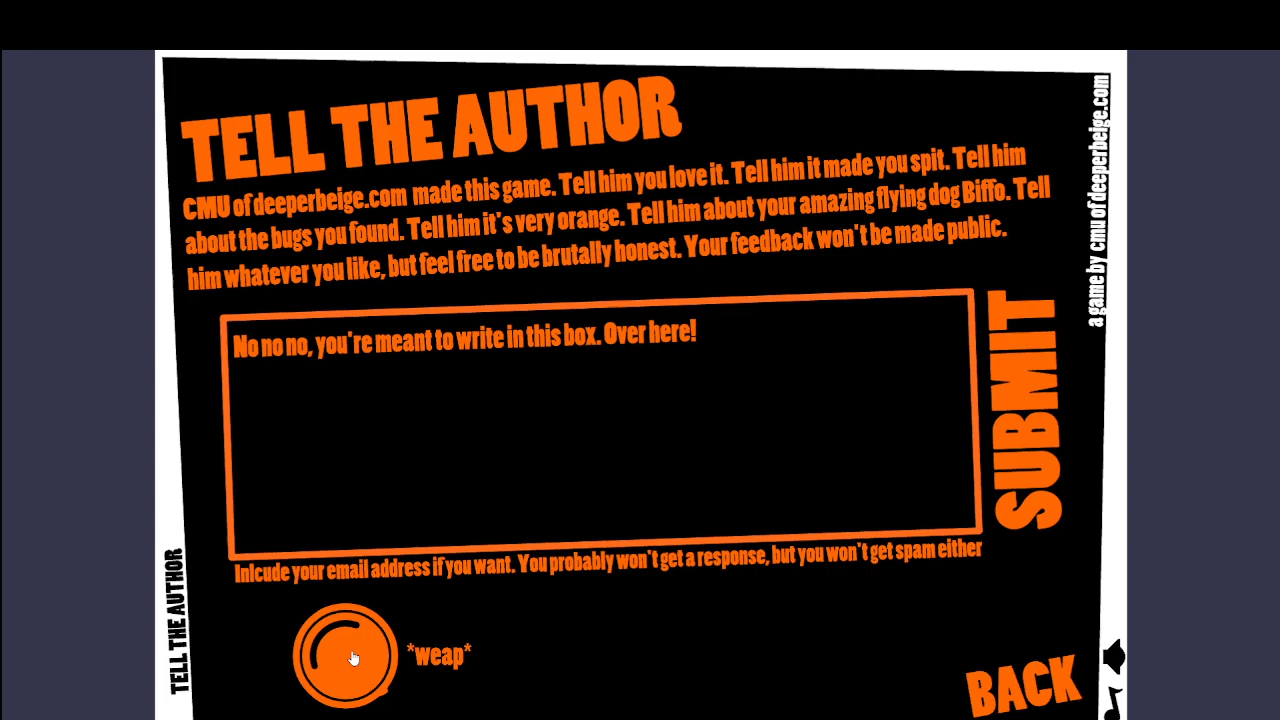 TELL THE AUTHOR
CMU of deeperbeige.com made this game. Tell him you love it. Tell him it made you spit. Tell him
about the bugs you found. Tell him it's very orange. Tell him about your amazing flying dog Biffo. Tell
him whatever you like, but feel free to be brutally honest. Your feedback won't be made public.
No no no, you're meant to write in this box. Over here!
SUBMIT
Inlcude your email address if you want. You probably won't get a response, but you won't get spam either
*weap*
BACK
TELL THE AUTHOR
a game by cmu of deeperbeige.com